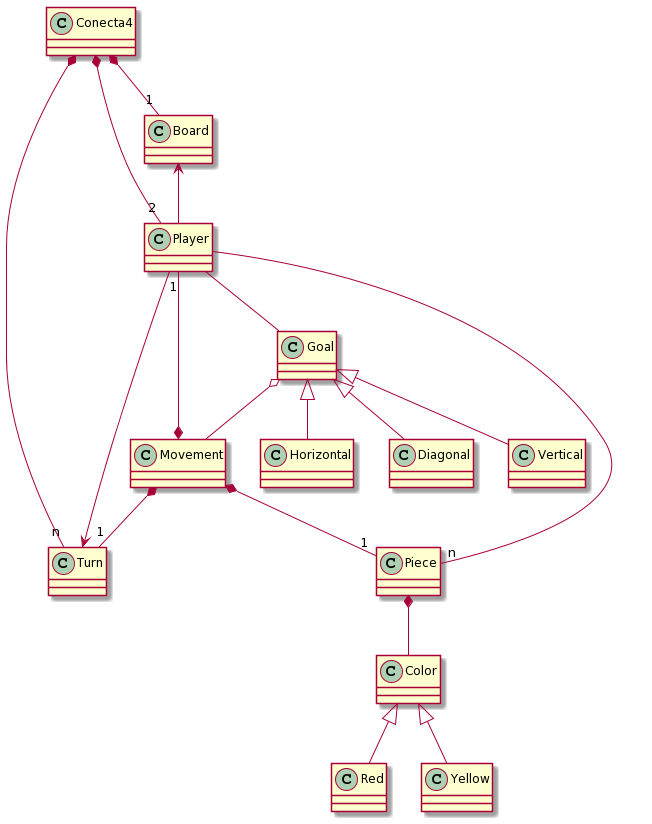 C Conecta4
1
C Board
2
C Player
1
C Goal
C Movement
C Horizontal
C Diagonal
C Vertical
n
1
1
n
C Turn
C Piece
C Color
C Red
C Yellow